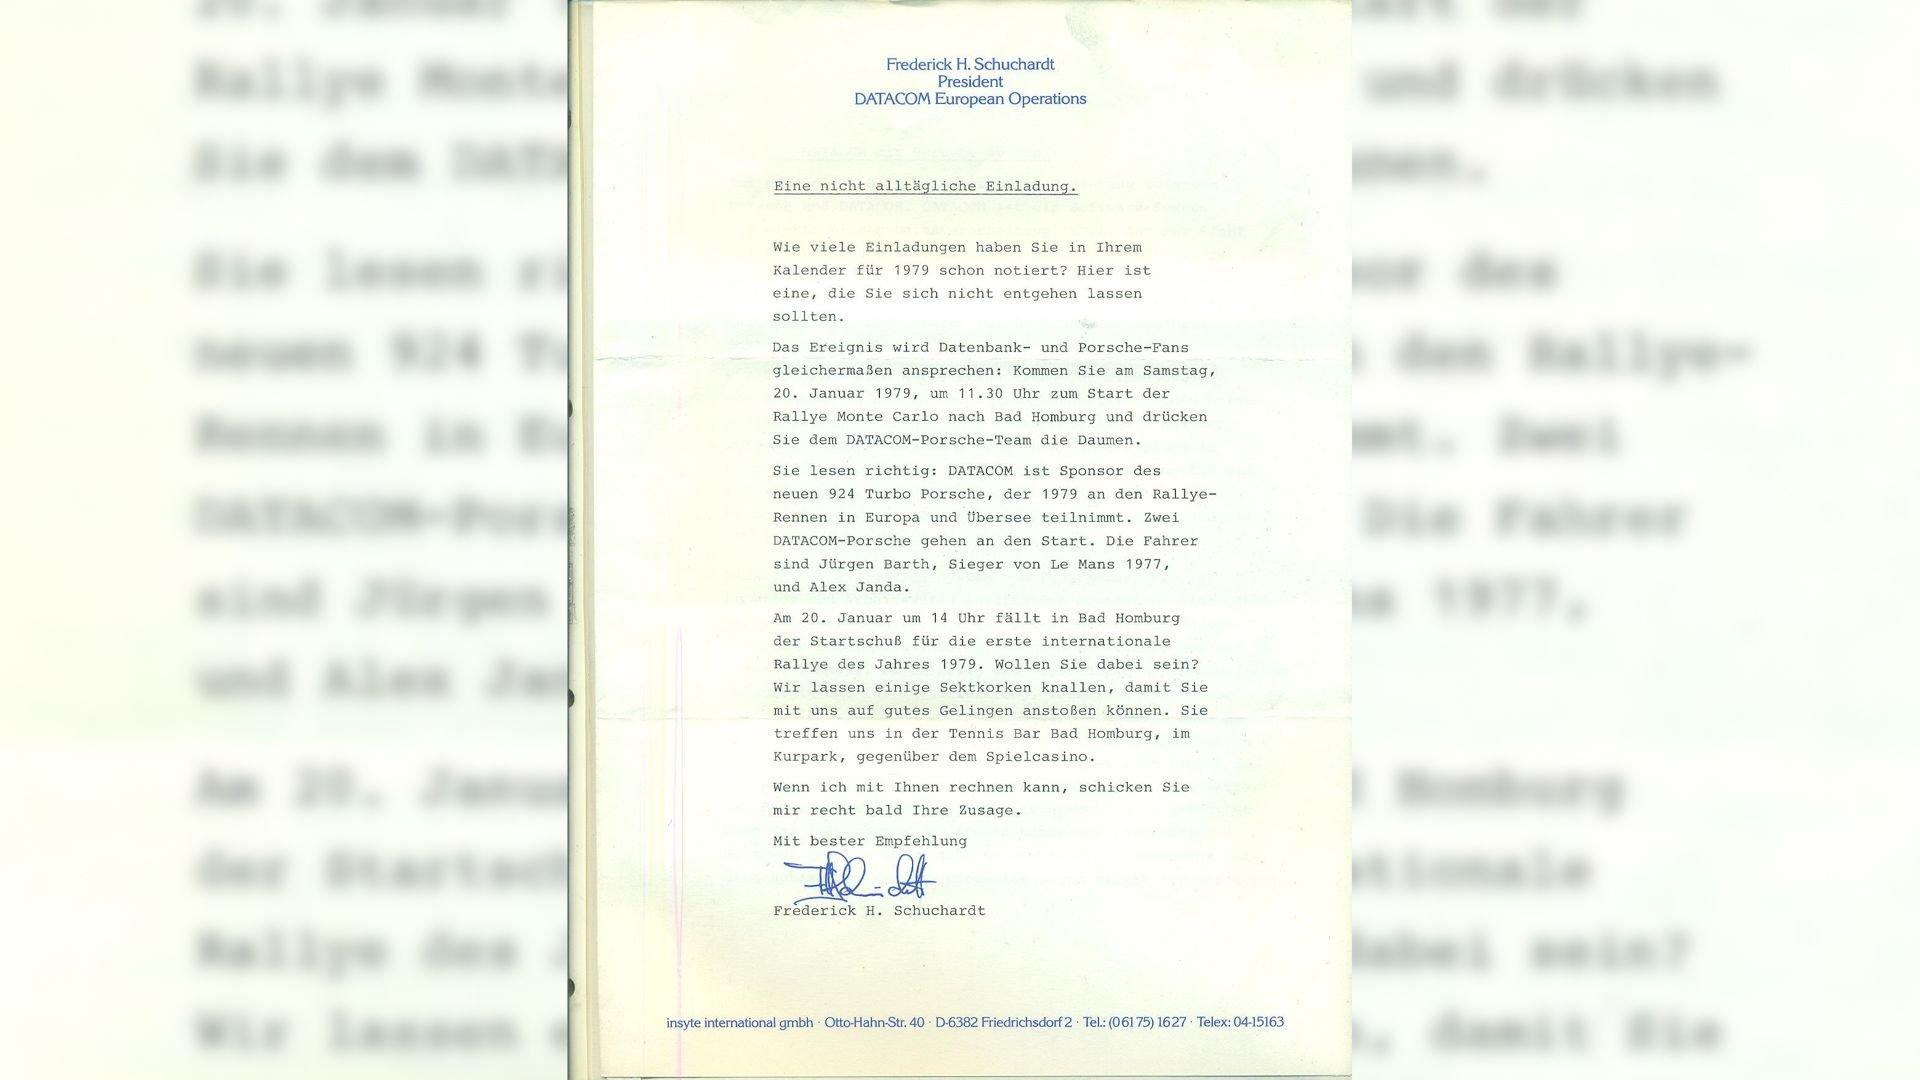 Frederick H. Schuchardt
President
DATACOM European Operations
Eine nicht alltägliche Einladung.
Wie viele Einladungen haben Sie in Ihrem
Kalender für 1979 schon notiert? Hier ist
eine, die Sie sich nicht entgehen lassen
sollten.
Das Ereignis wird Datenbank- und Porsche-Fans
gleichermaßen ansprechen: Kommen Sie am Samstag,
20. Januar 1979, um 11.30 Uhr zum Start der
Rallye Monte Carlo nach Bad Homburg und drücken
Sie dem DATACOM-Porsche-Team die Daumen.
Sie lesen richtig: DATACOM ist Sponsor des
neuen 924 Turbo Porsche, der 1979 an den Rallye-
Rennen in Europa und Übersee teilnimmt. Zwei
DATACOM-Porsche gehen an den Start. Die Fahrer
sind Jürgen Barth, Sieger von Le Mans 1977,
und Alex Janda.
Am 20. Januar um 14 Uhr fällt in Bad Homburg
der Startschuß für die erste internationale
Rallye des Jahres 1979. Wollen Sie dabei sein?
Wir lassen einige Sektkorken knallen, damit Sie
mit uns auf gutes Gelingen anstoßen können. Sie
treffen uns in der Tennis Bar Bad Homburg, im
Kurpark, gegenüber dem Spielcasino.
Wenn ich mit Ihnen rechnen kann, schicken Sie
mir recht bald Ihre Zusage.
Mit bester Empfehlung
Frederick H. Schuchardt
insyte international gmbh · Otto-Hahn-Str. 40 · D-6382 Friedrichsdorf 2 · Tel.: (06175) 1627 · Telex: 04-15163